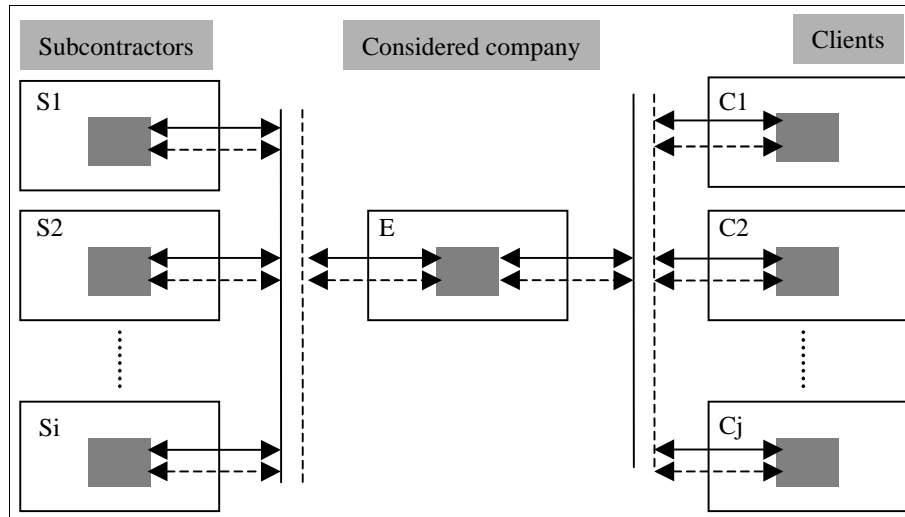 Subcontractors
Considered company
Clients
S1
C1
S2
E
C2
Si
Cj